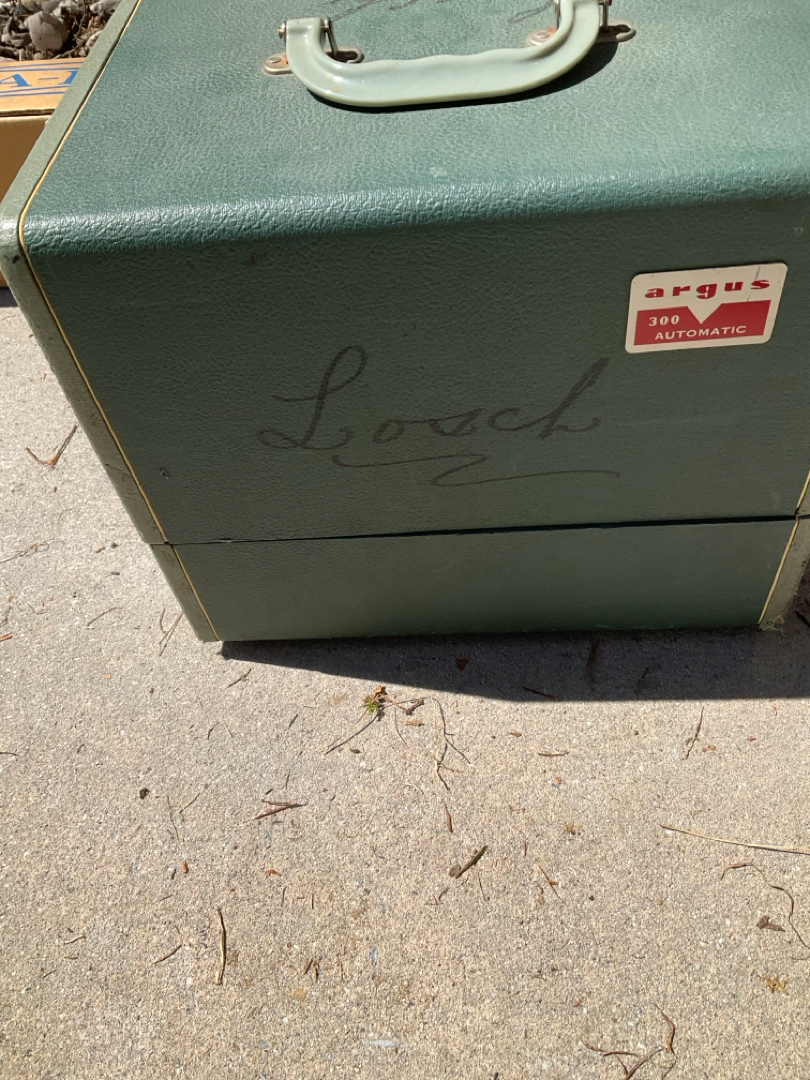 A-
argus
300
AUTOMATIC
Losch